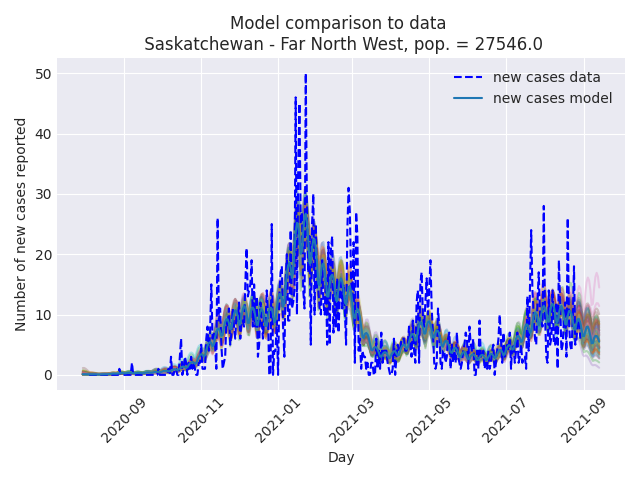 Model comparison to data
Saskatchewan - Far North West, pop. = 27546.0
new cases data
new cases model
Number of new cases reported
50
40
30
20
10
0
2020-09
2020-11
2021-01
2021-03
2021-05
2021-07
2021-09
Day